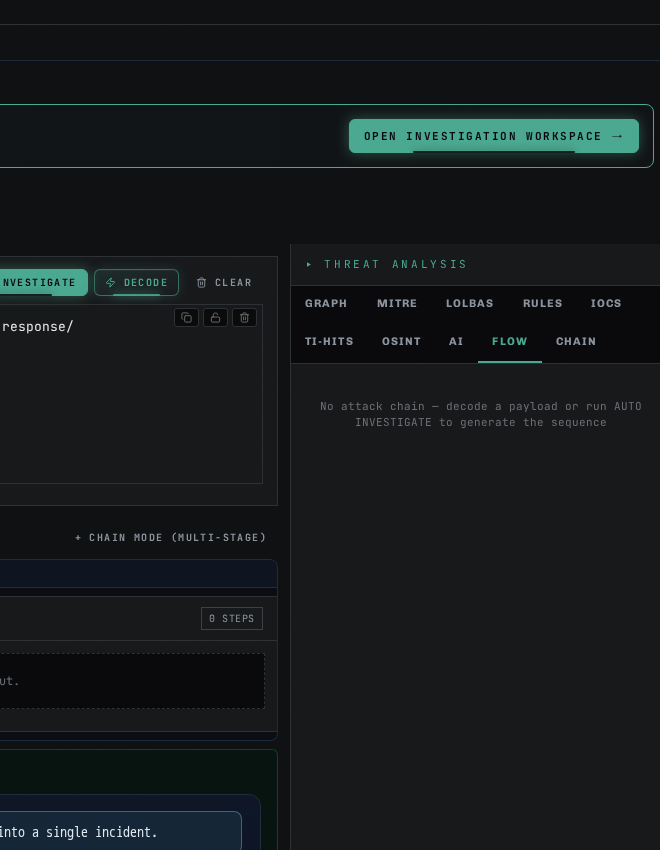 OPEN INVESTIGATION WORKSPACE →
NVESTIGATE
DECODE
CLEAR
response/
+ CHAIN MODE (MULTI-STAGE)
0 STEPS
ut.
into a single incident.
▸ THREAT ANALYSIS
GRAPH MITRE LOLBAS RULES IOCS
TI-HITS OSINT AI FLOW CHAIN
No attack chain — decode a payload or run AUTO
INVESTIGATE to generate the sequence